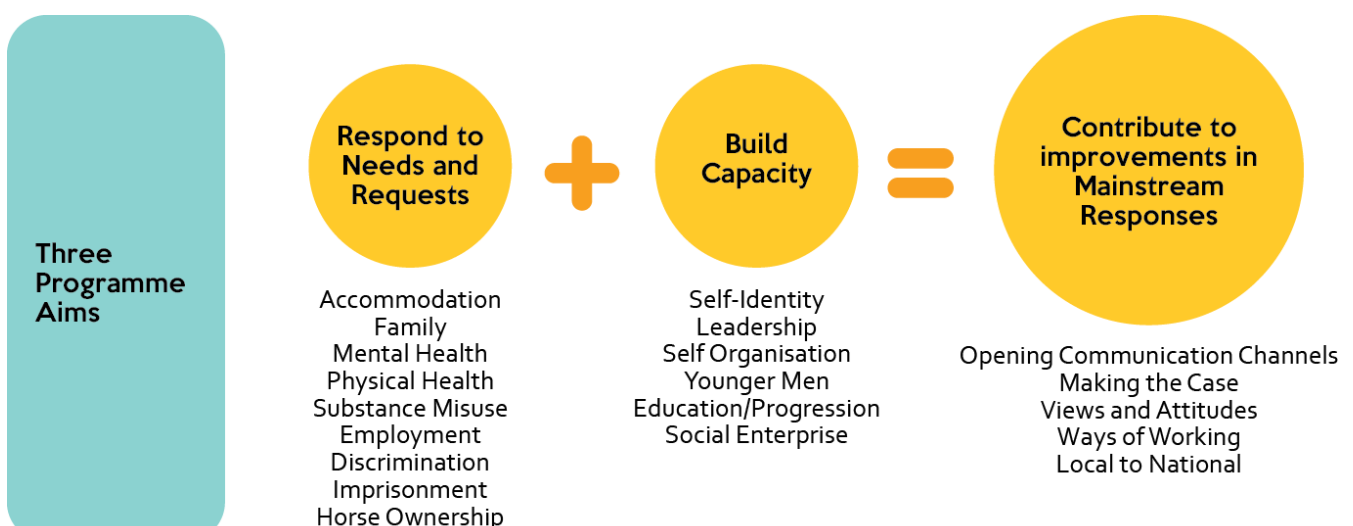 Three
Programme
Aims
Respond to
Needs and
Requests
Accommodation
Family
Mental Health
Physical Health
Substance Misuse
Employment
Discrimination
Imprisonment
Horse Ownership
Build
Capacity
Self-Identity
Leadership
Self Organisation
Younger Men
Education/Progression
Social Enterprise
Contribute to
improvements in
Mainstream
Responses
Opening Communication Channels
Making the Case
Views and Attitudes
Ways of Working
Local to National